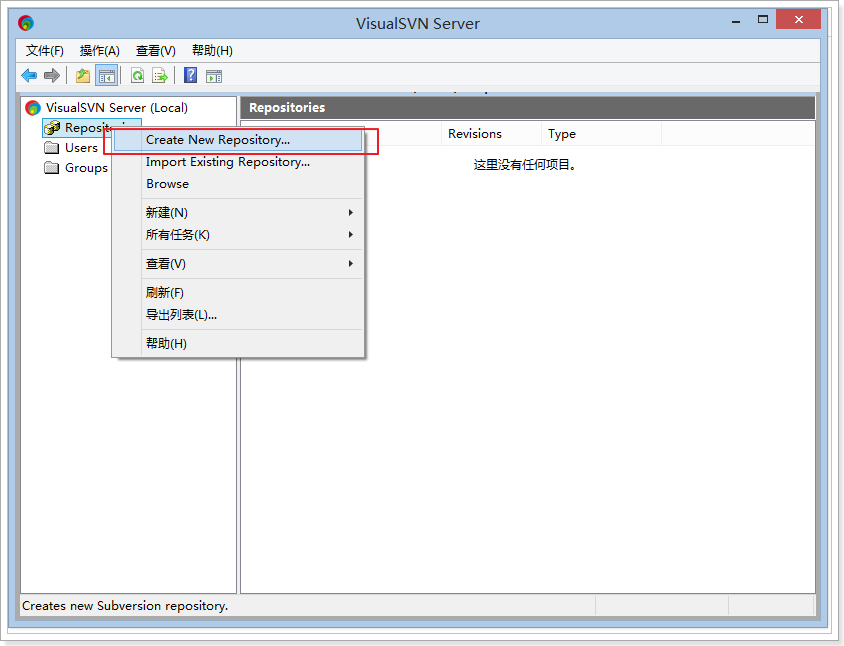 VisualSVN Server
文件(F) 操作(A) 查看(V) 帮助(H)
VisualSVN Server (Local)
Repositories
Users
Groups
Repositories
Revisions Type
这里没有任何项目。
Create New Repository...
Import Existing Repository...
Browse
新建(N)
所有任务(K)
查看(V)
刷新(F)
导出列表(L)...
帮助(H)
Creates new Subversion repository.